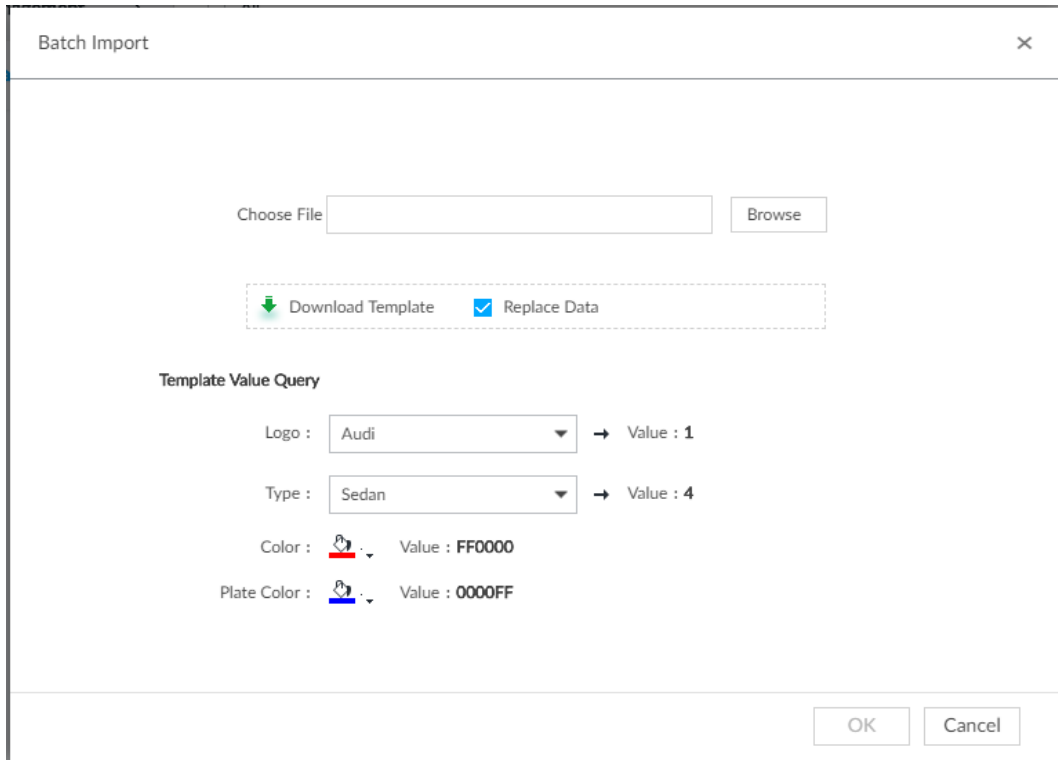 Batch Import ×
Choose File Browse
Download Template Replace Data
Template Value Query
Logo : Audi → Value : 1
Type : Sedan → Value : 4
Color : Value : FF0000
Plate Color : Value : 0000FF
OK Cancel